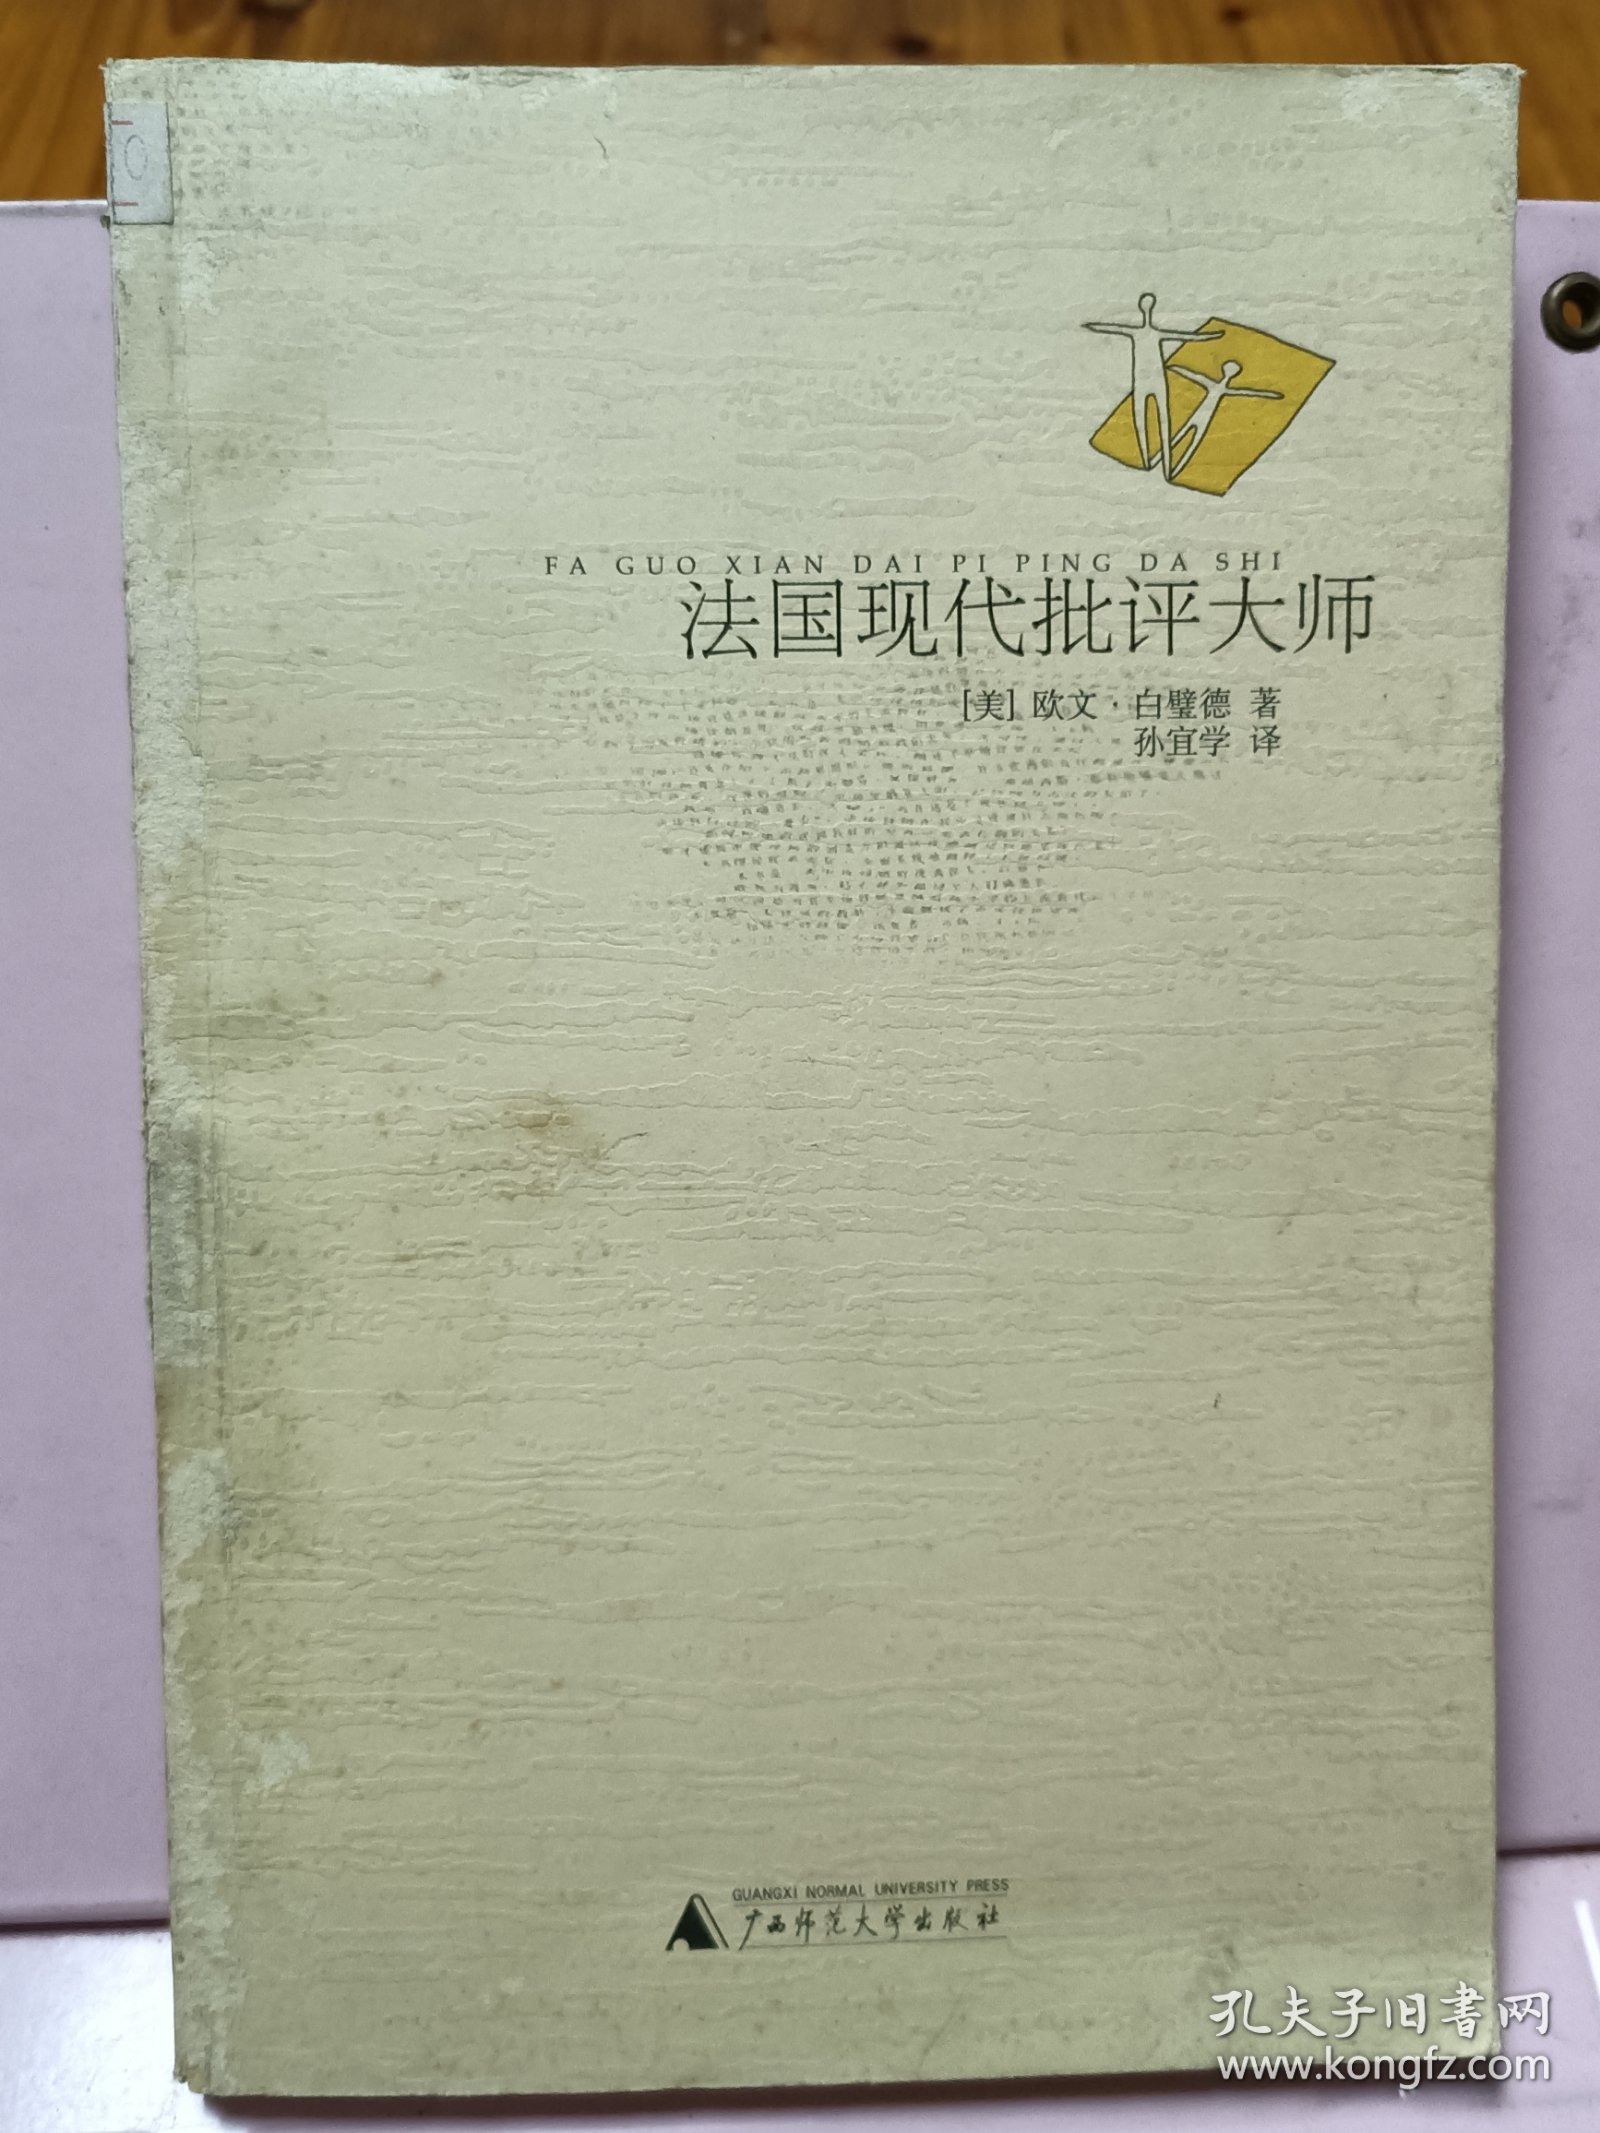 FA GUO XIAN DAI PI PING DA SHI
法国现代批评大师
[美] 欧文·白璧德 著
孙宜学 译
GUANGXI NORMAL UNIVERSITY PRESS
广西师范大学出版社
孔夫子旧書网
www.kongfz.com